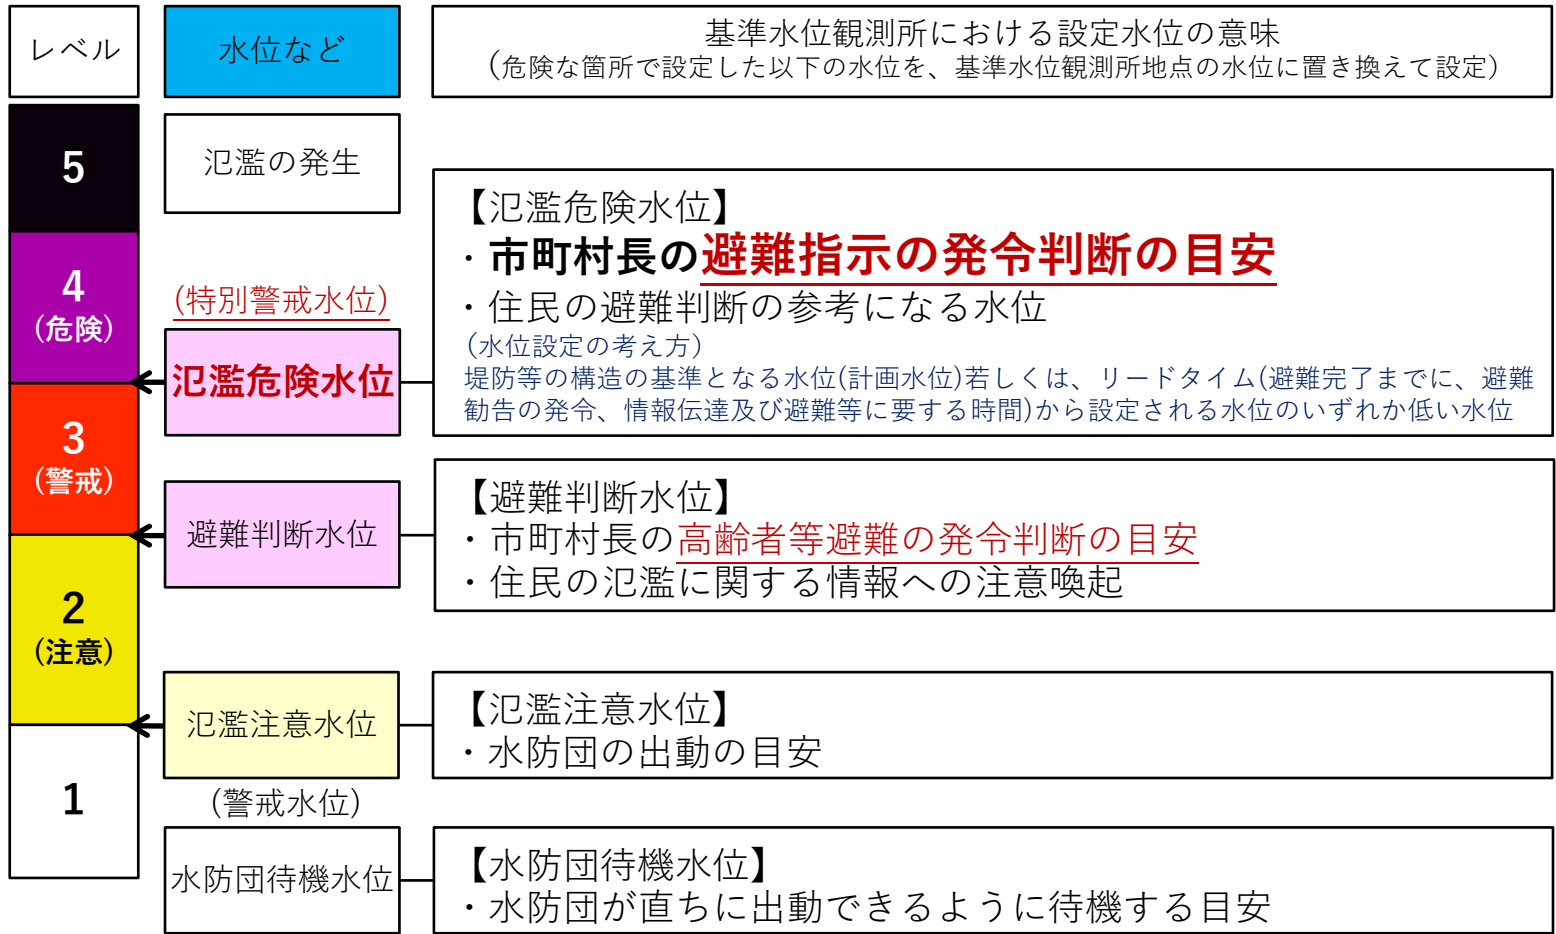 レベル
水位など
基準水位観測所における設定水位の意味
(危険な箇所で設定した以下の水位を、基準水位観測所地点の水位に置き換えて設定)
5
氾濫の発生
4
(危険)
(特別警戒水位)
氾濫危険水位
【氾濫危険水位】
・市町村長の避難指示の発令判断の目安
・住民の避難判断の参考になる水位
(水位設定の考え方)
堤防等の構造の基準となる水位(計画水位)若しくは、リードタイム(避難完了までに、避難
勧告の発令、情報伝達及び避難等に要する時間)から設定される水位のいずれか低い水位
3
(警戒)
避難判断水位
【避難判断水位】
・市町村長の高齢者等避難の発令判断の目安
・住民の氾濫に関する情報への注意喚起
2
(注意)
氾濫注意水位
【氾濫注意水位】
・水防団の出動の目安
1
(警戒水位)
水防団待機水位
【水防団待機水位】
・水防団が直ちに出動できるように待機する目安